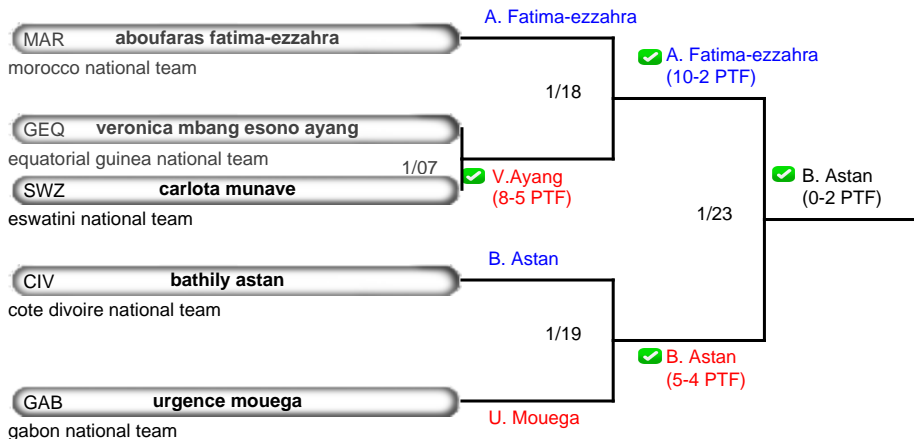 A. Fatima-ezzahra
MAR aboufaras fatima-ezzahra
morocco national team
A. Fatima-ezzahra
(10-2 PTF)
1/18
GEQ veronica mbang esono ayang
equatorial guinea national team
1/07
V.Ayang
(8-5 PTF)
SWZ carlota munave
eswatini national team
B. Astan
(0-2 PTF)
1/23
B. Astan
CIV bathily astan
cote divoire national team
1/19
B. Astan
(5-4 PTF)
GAB urgence mouega
U. Mouega
gabon national team